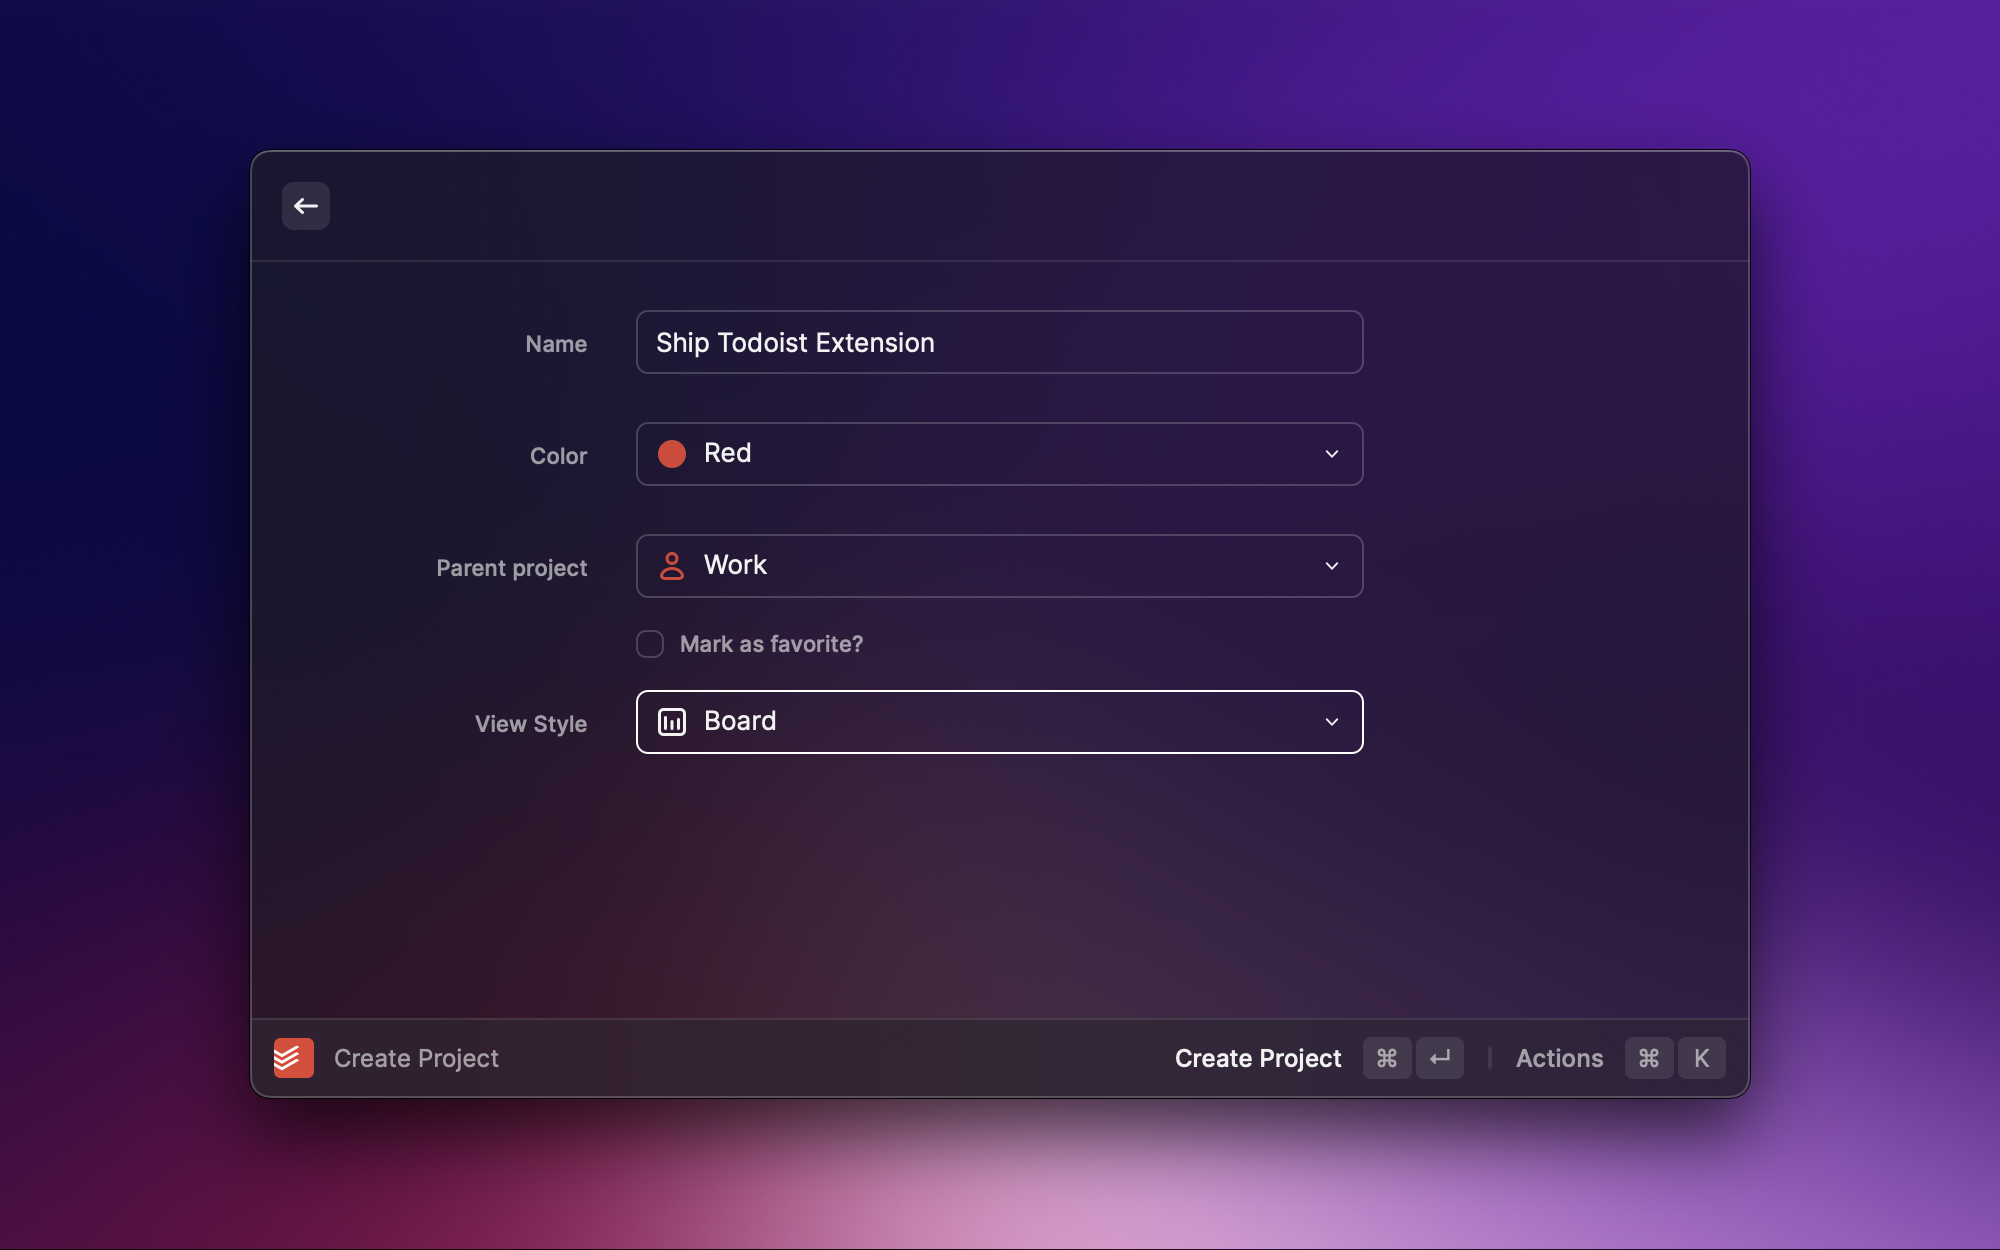 Name
Ship Todoist Extension
Color
Red
Parent project
Work
Mark as favorite?
View Style
Board
Create Project
Create Project ⌘ ↵
Actions ⌘ K